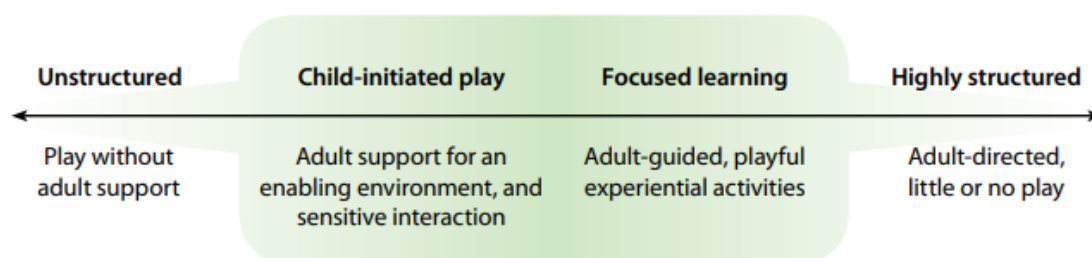 Unstructured
Child-initiated play
Focused learning
Highly structured
Play without
adult support
Adult support for an
enabling environment, and
sensitive interaction
Adult-guided, playful
experiential activities
Adult-directed,
little or no play